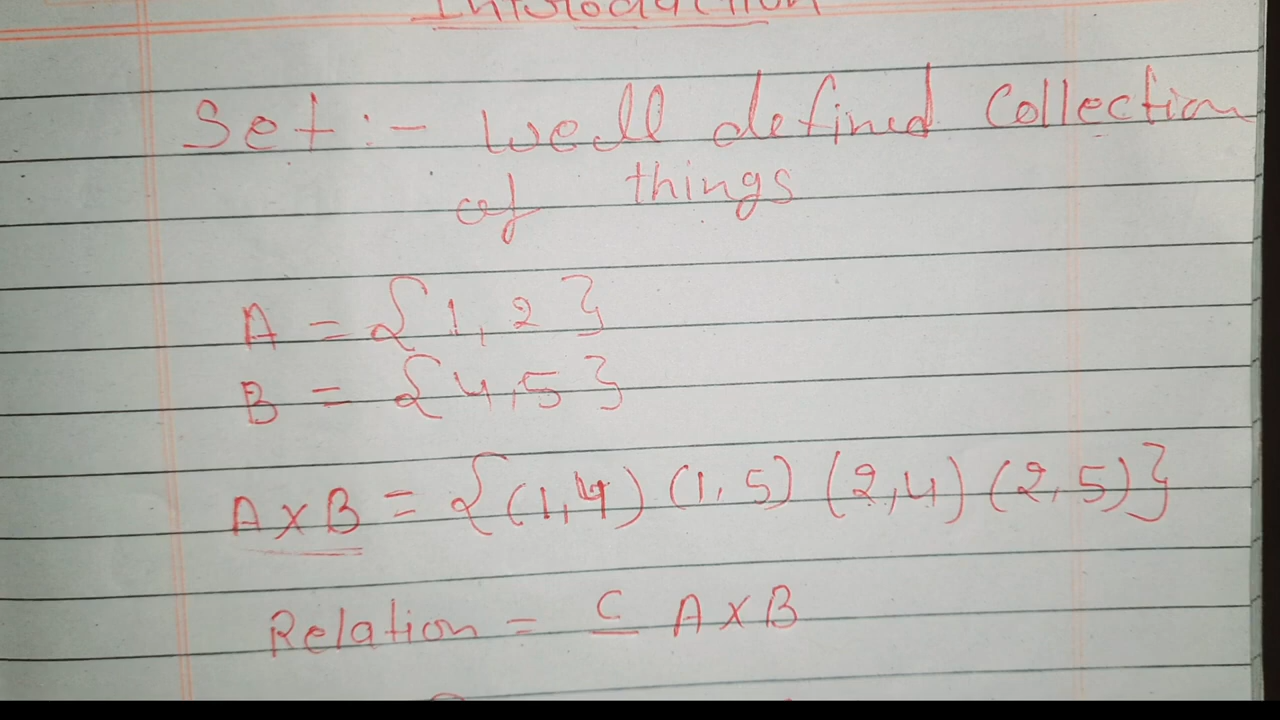 Introduction
Set :- Well defined Collection
of things
A = {1, 2}
B = {4, 5}
A x B = {(1, 4) (1, 5) (2, 4) (2, 5)}
Relation = ⊆ A x B